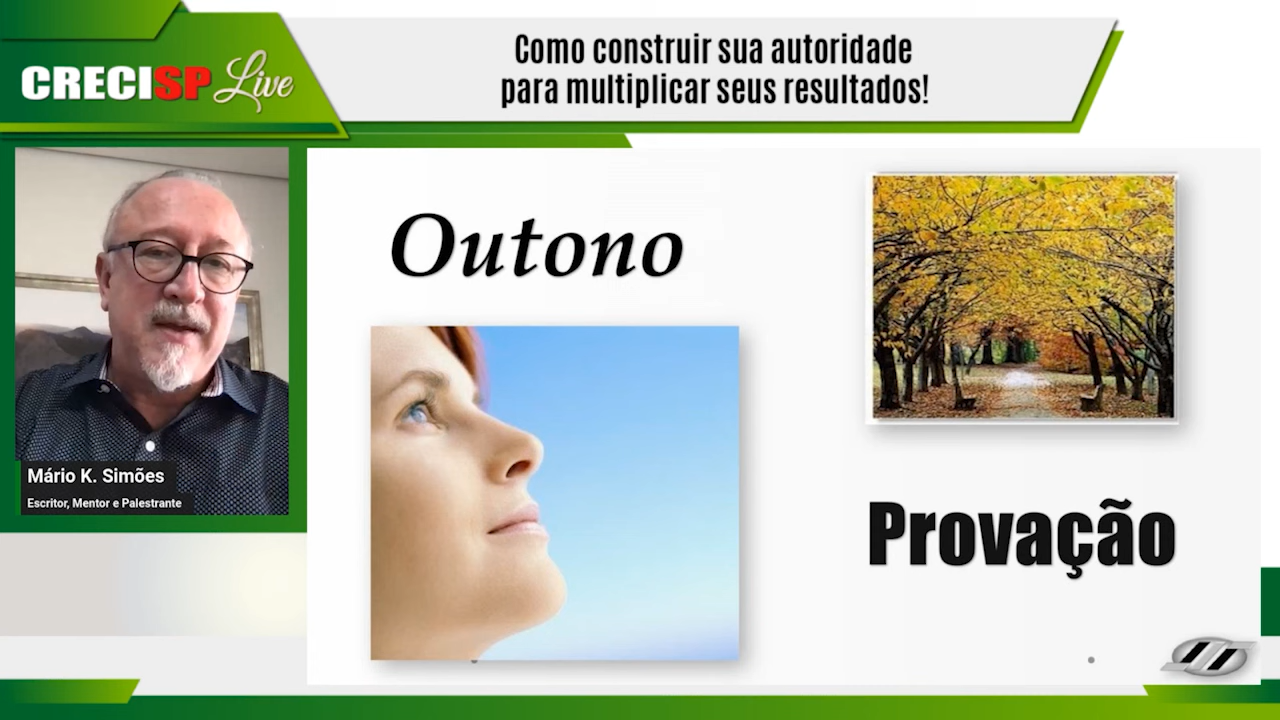 Como construir sua autoridade
para multiplicar seus resultados!
CRECISP Live
Outono
Mário K. Simões
Escritor, Mentor e Palestrante
Provação